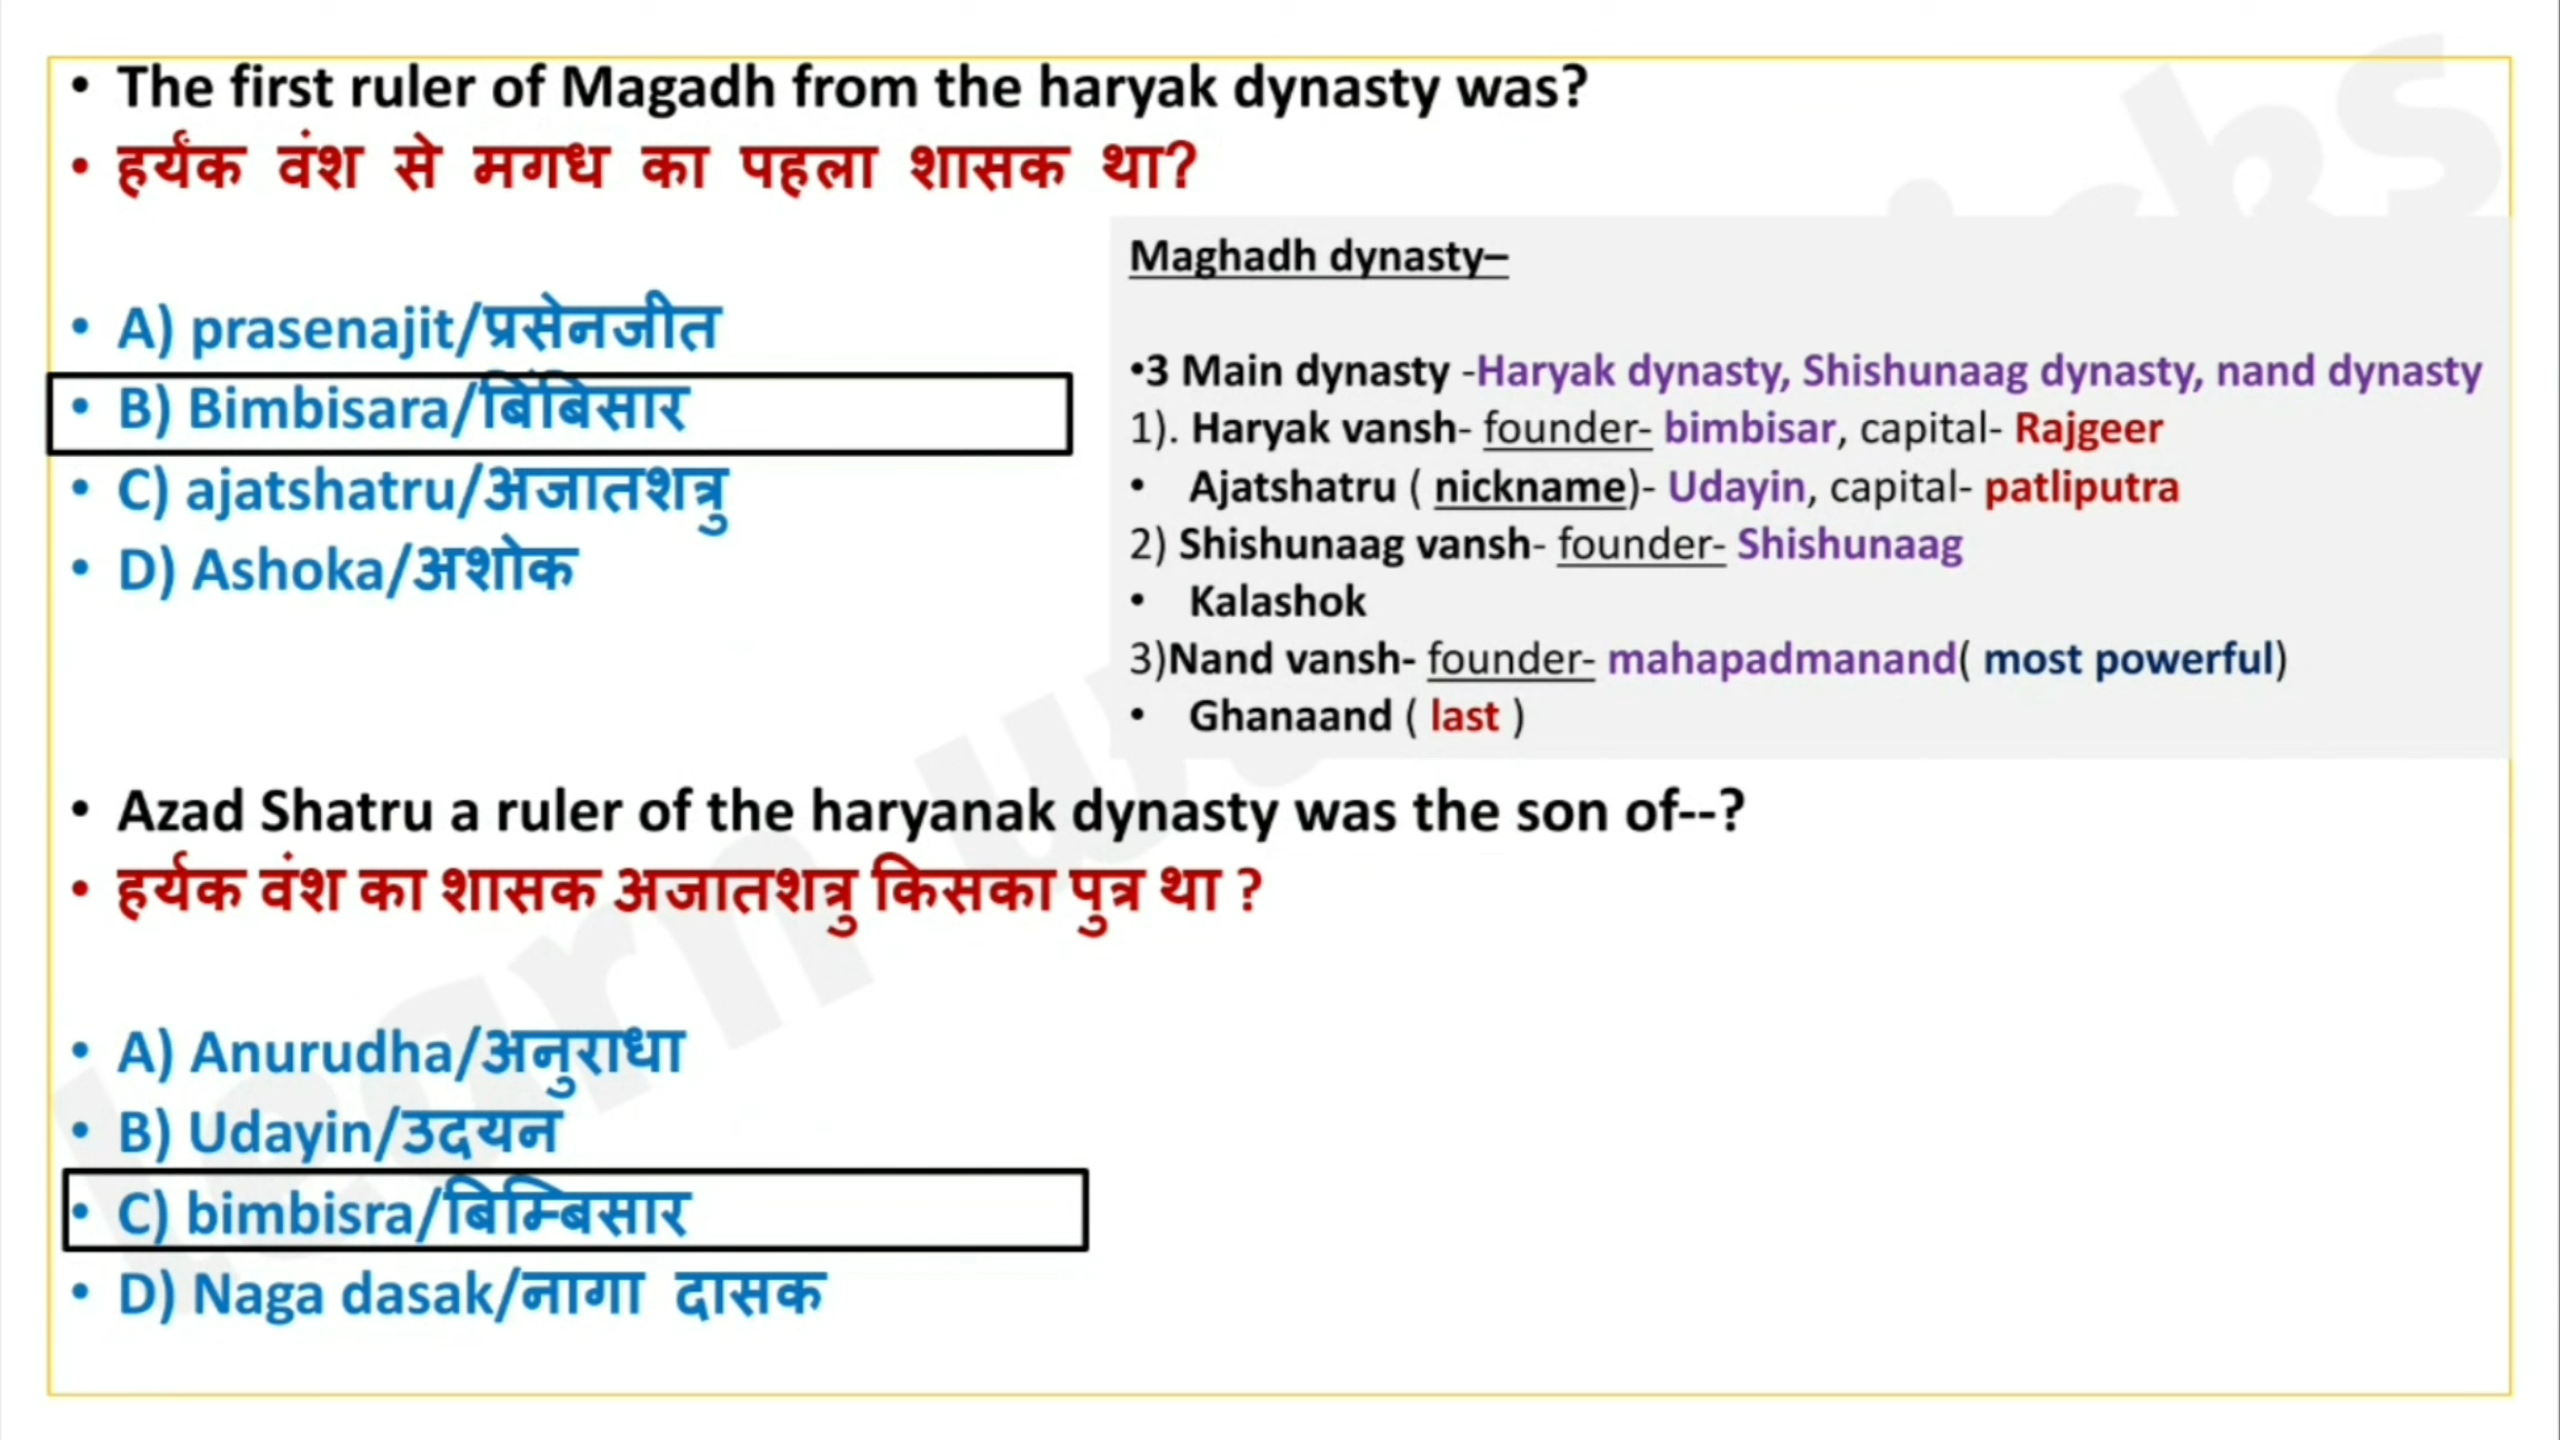 • The first ruler of Magadh from the haryak dynasty was?
• हर्यंक वंश से मगध का पहला शासक था?
• A) prasenajit/प्रसेनजीत
• B) Bimbisara/बिंबिसार
• C) ajatshatru/अजातशत्रु
• D) Ashoka/अशोक
Maghadh dynasty–
•3 Main dynasty -Haryak dynasty, Shishunaag dynasty, nand dynasty
1). Haryak vansh- founder- bimbisar, capital- Rajgeer
• Ajatshatru ( nickname)- Udayin, capital- patliputra
2) Shishunaag vansh- founder- Shishunaag
• Kalashok
3)Nand vansh- founder- mahapadmanand( most powerful)
• Ghanaand ( last )
• Azad Shatru a ruler of the haryanak dynasty was the son of--?
• हर्यक वंश का शासक अजातशत्रु किसका पुत्र था ?
• A) Anurudha/अनुराधा
• B) Udayin/उदयन
• C) bimbisra/बिम्बिसार
• D) Naga dasak/नागा दासक
learn